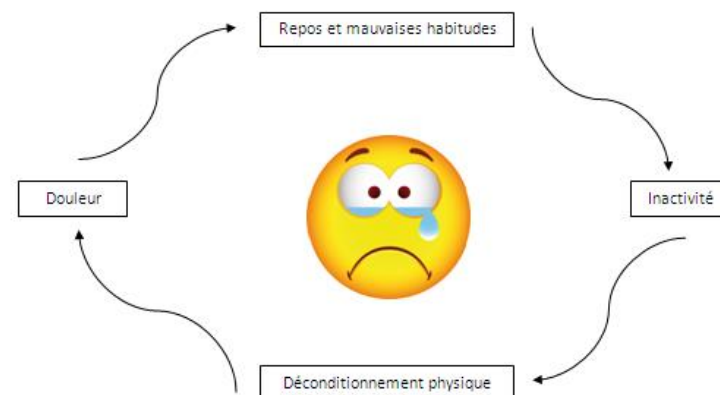 Repos et mauvaises habitudes
Douleur
Inactivité
Déconditionnement physique